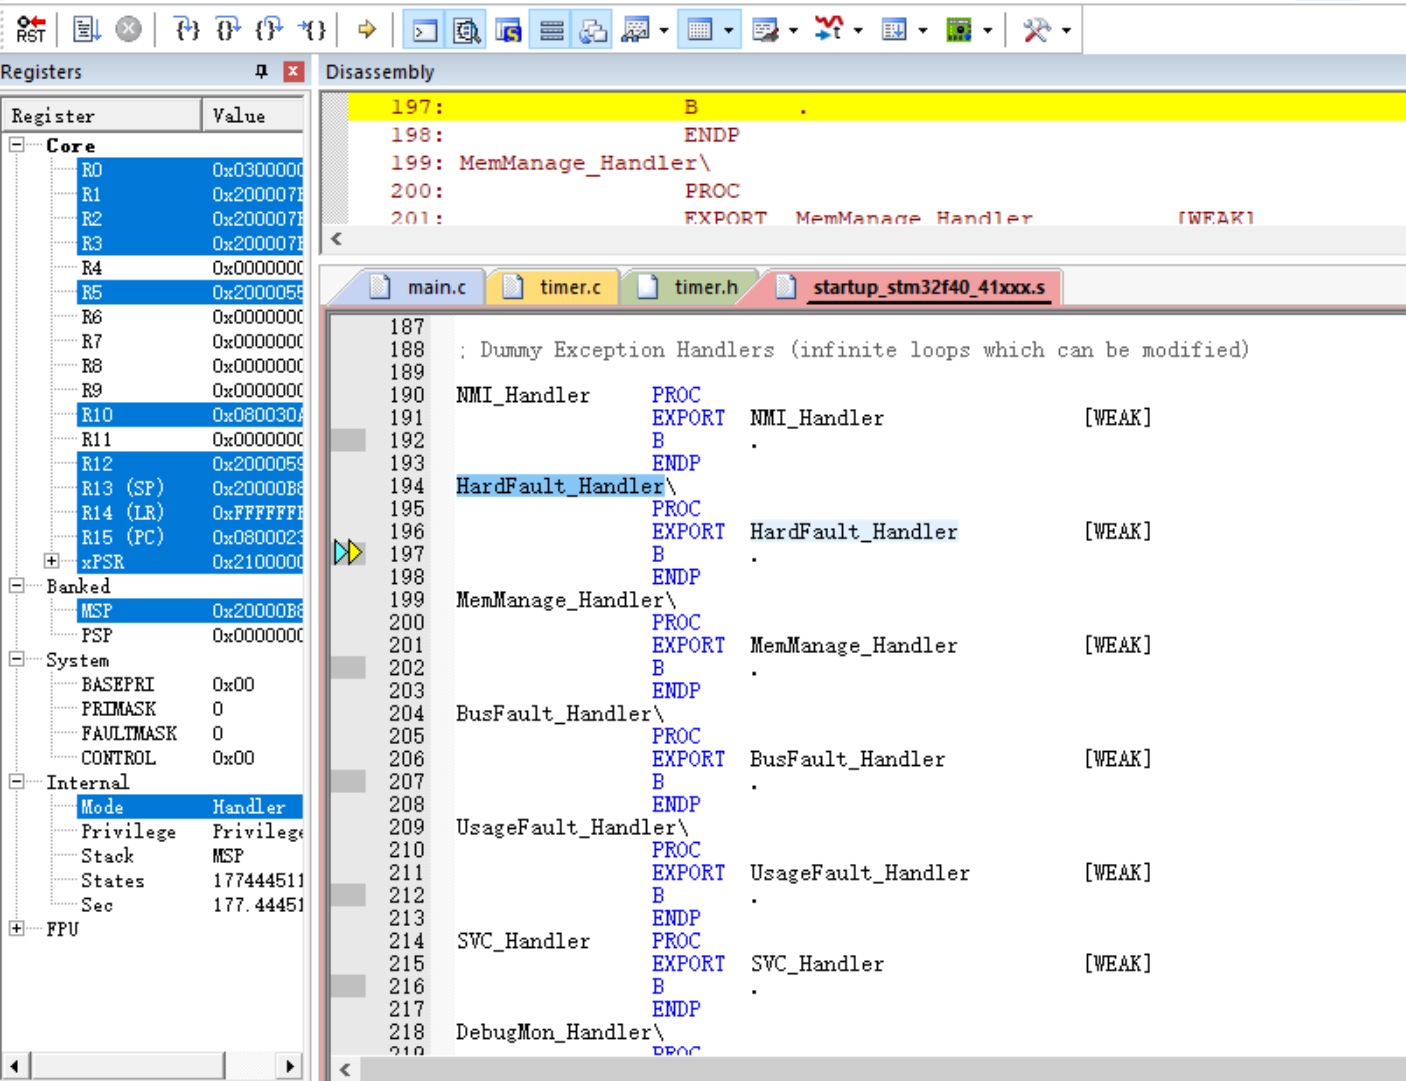 RST
Registers
Register Value
Core
R0 0x0300000
R1 0x200007
R2 0x200007
R3 0x200007
R4 0x0000000
R5 0x2000055
R6 0x0000000
R7 0x0000000
R8 0x0000000
R9 0x0000000
R10 0x080030
R11 0x0000000
R12 0x2000059
R13 (SP) 0x20000B8
R14 (LR) 0xFFFFFF
R15 (PC) 0x0800023
xPSR 0x2100000
Banked
MSP 0x20000B8
PSP 0x0000000
System
BASEPRI 0x00
PRIMASK 0
FAULTMASK 0
CONTROL 0x00
Internal
Mode Handler
Privilege Privilege
Stack MSP
States 177444511
Sec 177.44451
FPU
Disassembly
197: B .
198: ENDP
199: MemManage_Handler\
200: PROC
201: EXPORT MemManage_Handler [WEAK]
main.c timer.c timer.h startup_stm32f40_41xxx.s
187
188 ; Dummy Exception Handlers (infinite loops which can be modified)
189
190 NMI_Handler PROC
191 EXPORT NMI_Handler [WEAK]
192 B .
193 ENDP
194 HardFault_Handler\
195 PROC
196 EXPORT HardFault_Handler [WEAK]
197 B .
198 ENDP
199 MemManage_Handler\
200 PROC
201 EXPORT MemManage_Handler [WEAK]
202 B .
203 ENDP
204 BusFault_Handler\
205 PROC
206 EXPORT BusFault_Handler [WEAK]
207 B .
208 ENDP
209 UsageFault_Handler\
210 PROC
211 EXPORT UsageFault_Handler [WEAK]
212 B .
213 ENDP
214 SVC_Handler PROC
215 EXPORT SVC_Handler [WEAK]
216 B .
217 ENDP
218 DebugMon_Handler\
219 PROC